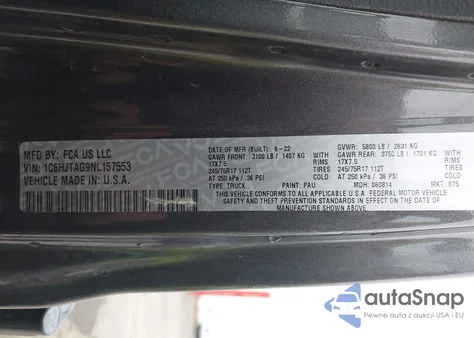 MFD. BY: FCA US LLC
VIN: 1C6HJTAG9NL157553
VEHICLE MADE IN: U.S.A.
DATE OF MFR (BUILT): 6-22
GVWR: 5800 LB / 2631 KG
GAWR FRONT: 3100 LB / 1407 KG WITH
GAWR REAR: 3750 LB / 1701 KG WITH
17X7.5 RIMS
17X7.5 RIMS
245/75R17 112T TIRES
245/75R17 112T TIRES
AT 250 kPa / 36 PSI COLD
AT 250 kPa / 36 PSI COLD
TYPE: TRUCK PAINT: PAU MDH: 060814 MKT: 875
THIS VEHICLE CONFORMS TO ALL APPLICABLE U.S.A. FEDERAL MOTOR VEHICLE
SAFETY AND THEFT PREVENTION STANDARDS IN EFFECT ON THE DATE OF
MANUFACTURE SHOWN ABOVE.
autoSnap
Pewne auta z aukcji USA i EU